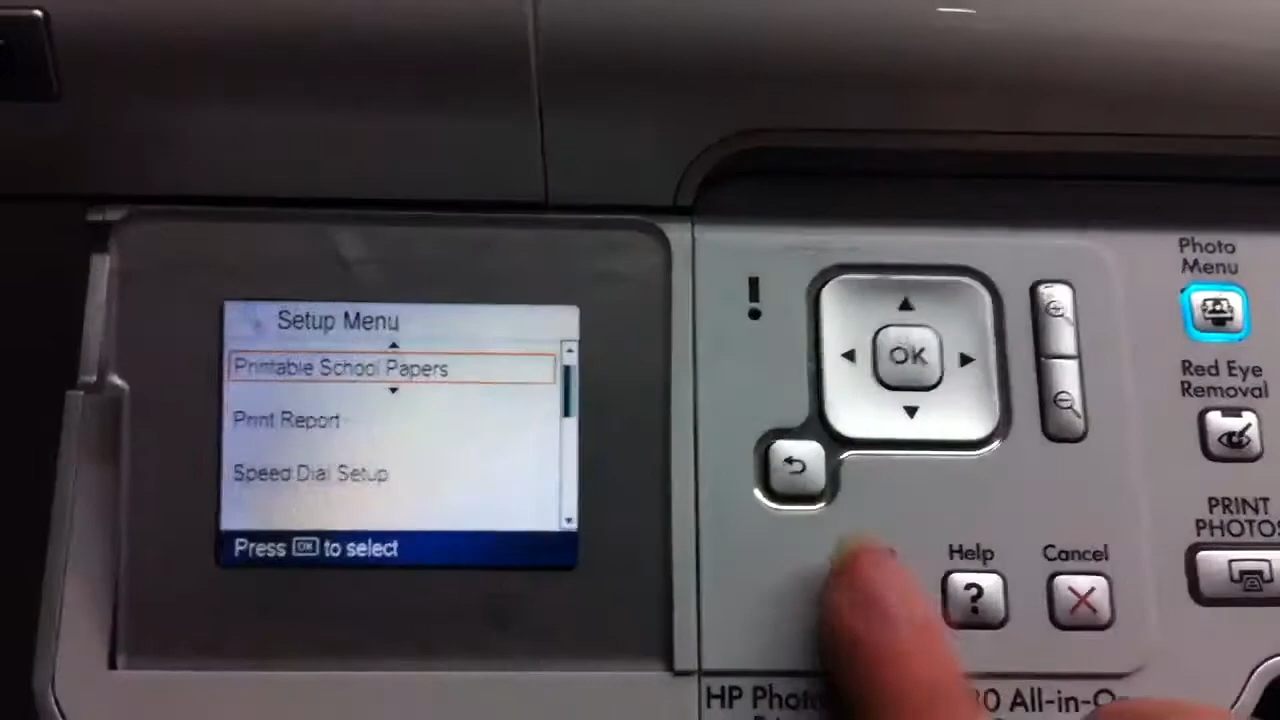 Setup Menu
Printable School Papers
Print Report
Speed Dial Setup
Press OK to select
OK
Photo
Menu
Red Eye
Removal
PRINT
PHOTOS
Help
?
Cancel
HP
All-in-One